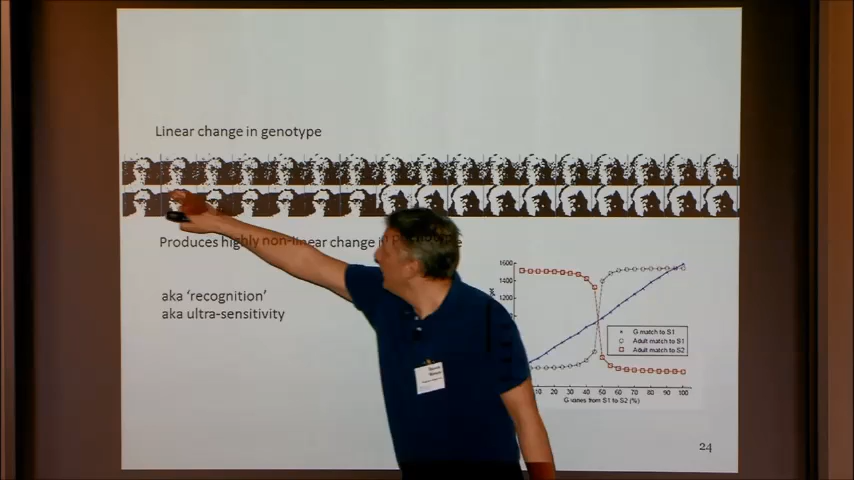 Linear change in genotype
Produces highly non-linear change i
aka 'recognition'
aka ultra-sensitivity
1600
1400
1200
1000
G match to S1
Adult match to S1
Adult match to S2
10 20 30 40 50 60 70 80 90 100
G varies from S1 to S2 (%)
24